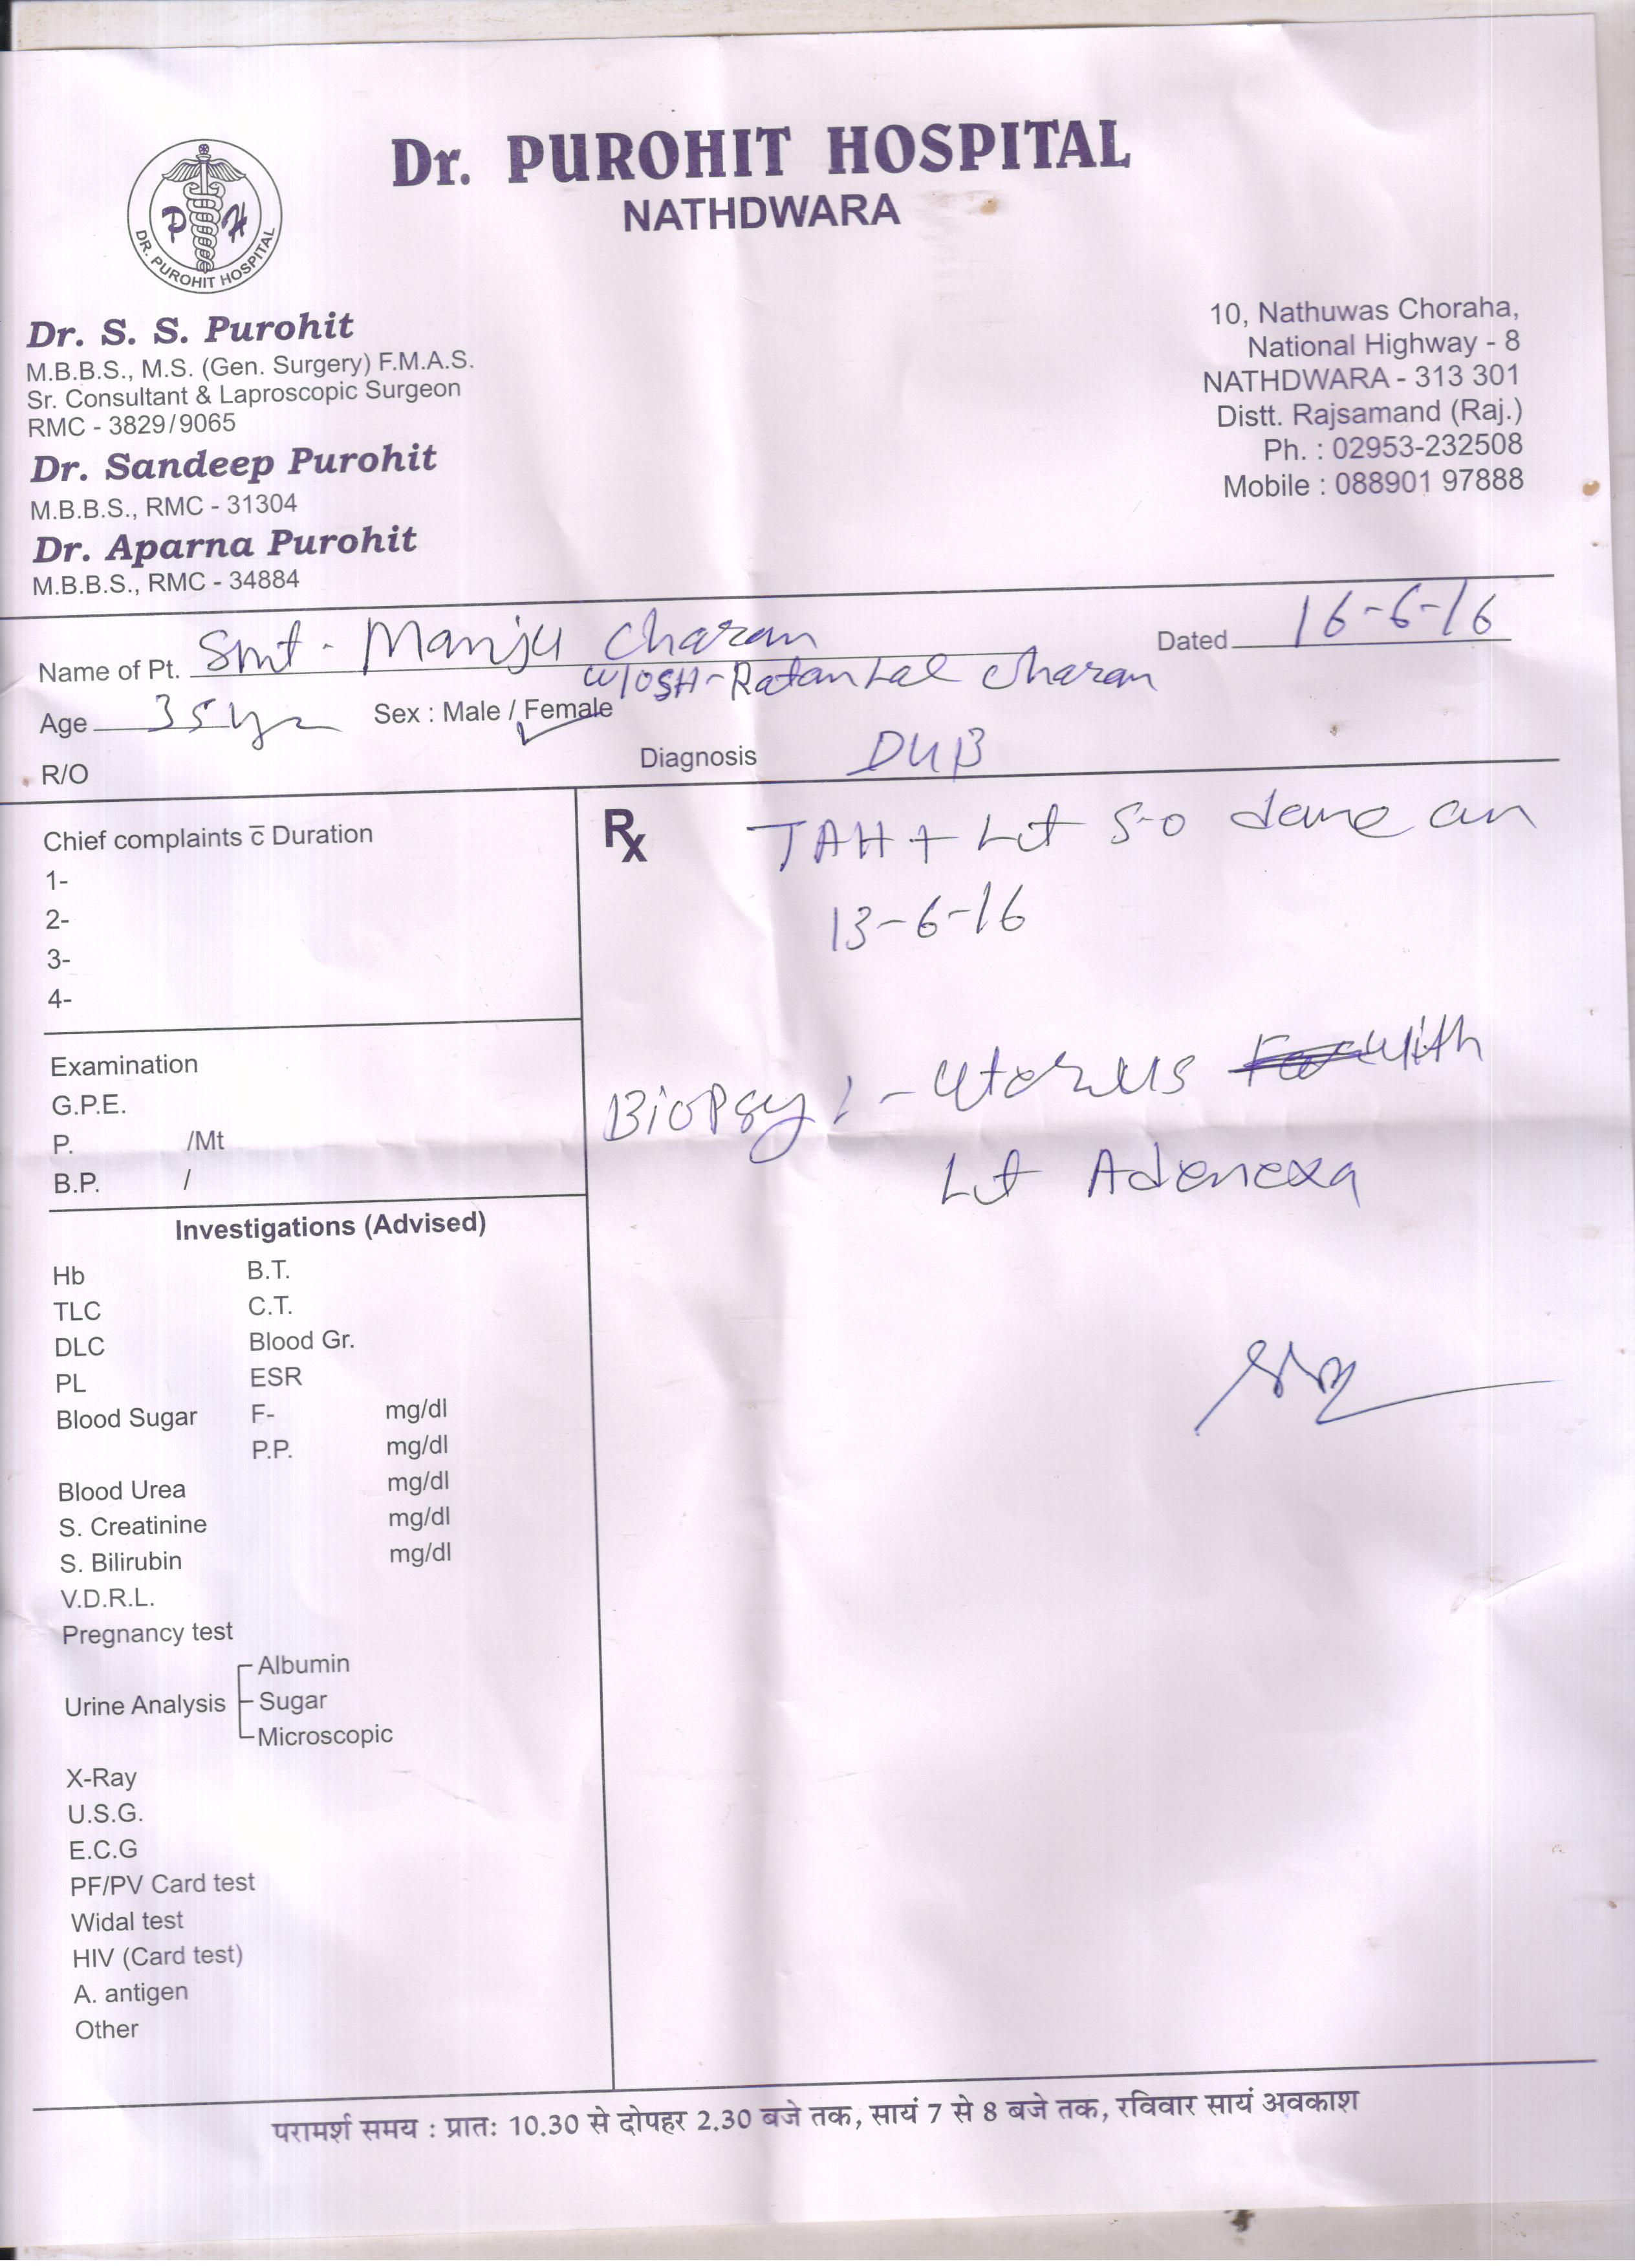 Dr. PUROHIT HOSPITAL
NATHDWARA
P H
DR. PUROHIT HOSPITAL
Dr. S. S. Purohit
M.B.B.S., M.S. (Gen. Surgery) F.M.A.S.
Sr. Consultant & Laproscopic Surgeon
RMC - 3829/9065
Dr. Sandeep Purohit
M.B.B.S., RMC - 31304
Dr. Aparna Purohit
M.B.B.S., RMC - 34884
10, Nathuwas Choraha,
National Highway - 8
NATHDWARA - 313 301
Distt. Rajsamand (Raj.)
Ph. : 02953-232508
Mobile : 088901 97888
Name of Pt. Smt - Manju Charan Dated 16-6-16
W/O SH - Ratan Lal Charan
Age 35 yr Sex : Male / Female
R/O Diagnosis DUB
Chief complaints c̅ Duration
1-
2-
3-
4-
Examination
G.P.E.
P. /Mt
B.P. /
Investigations (Advised)
Hb B.T.
TLC C.T.
DLC Blood Gr.
PL ESR
Blood Sugar F- mg/dl
P.P. mg/dl
Blood Urea mg/dl
S. Creatinine mg/dl
S. Bilirubin mg/dl
V.D.R.L.
Pregnancy test
Urine Analysis Albumin
Sugar
Microscopic
X-Ray
U.S.G.
E.C.G
PF/PV Card test
Widal test
HIV (Card test)
A. antigen
Other
Rx TAH + Lt S-O done on
13-6-16
Biopsy :- Uterus with
Lt Adenexa
परामर्श समय : प्रातः 10.30 से दोपहर 2.30 बजे तक, सायं 7 से 8 बजे तक, रविवार सायं अवकाश